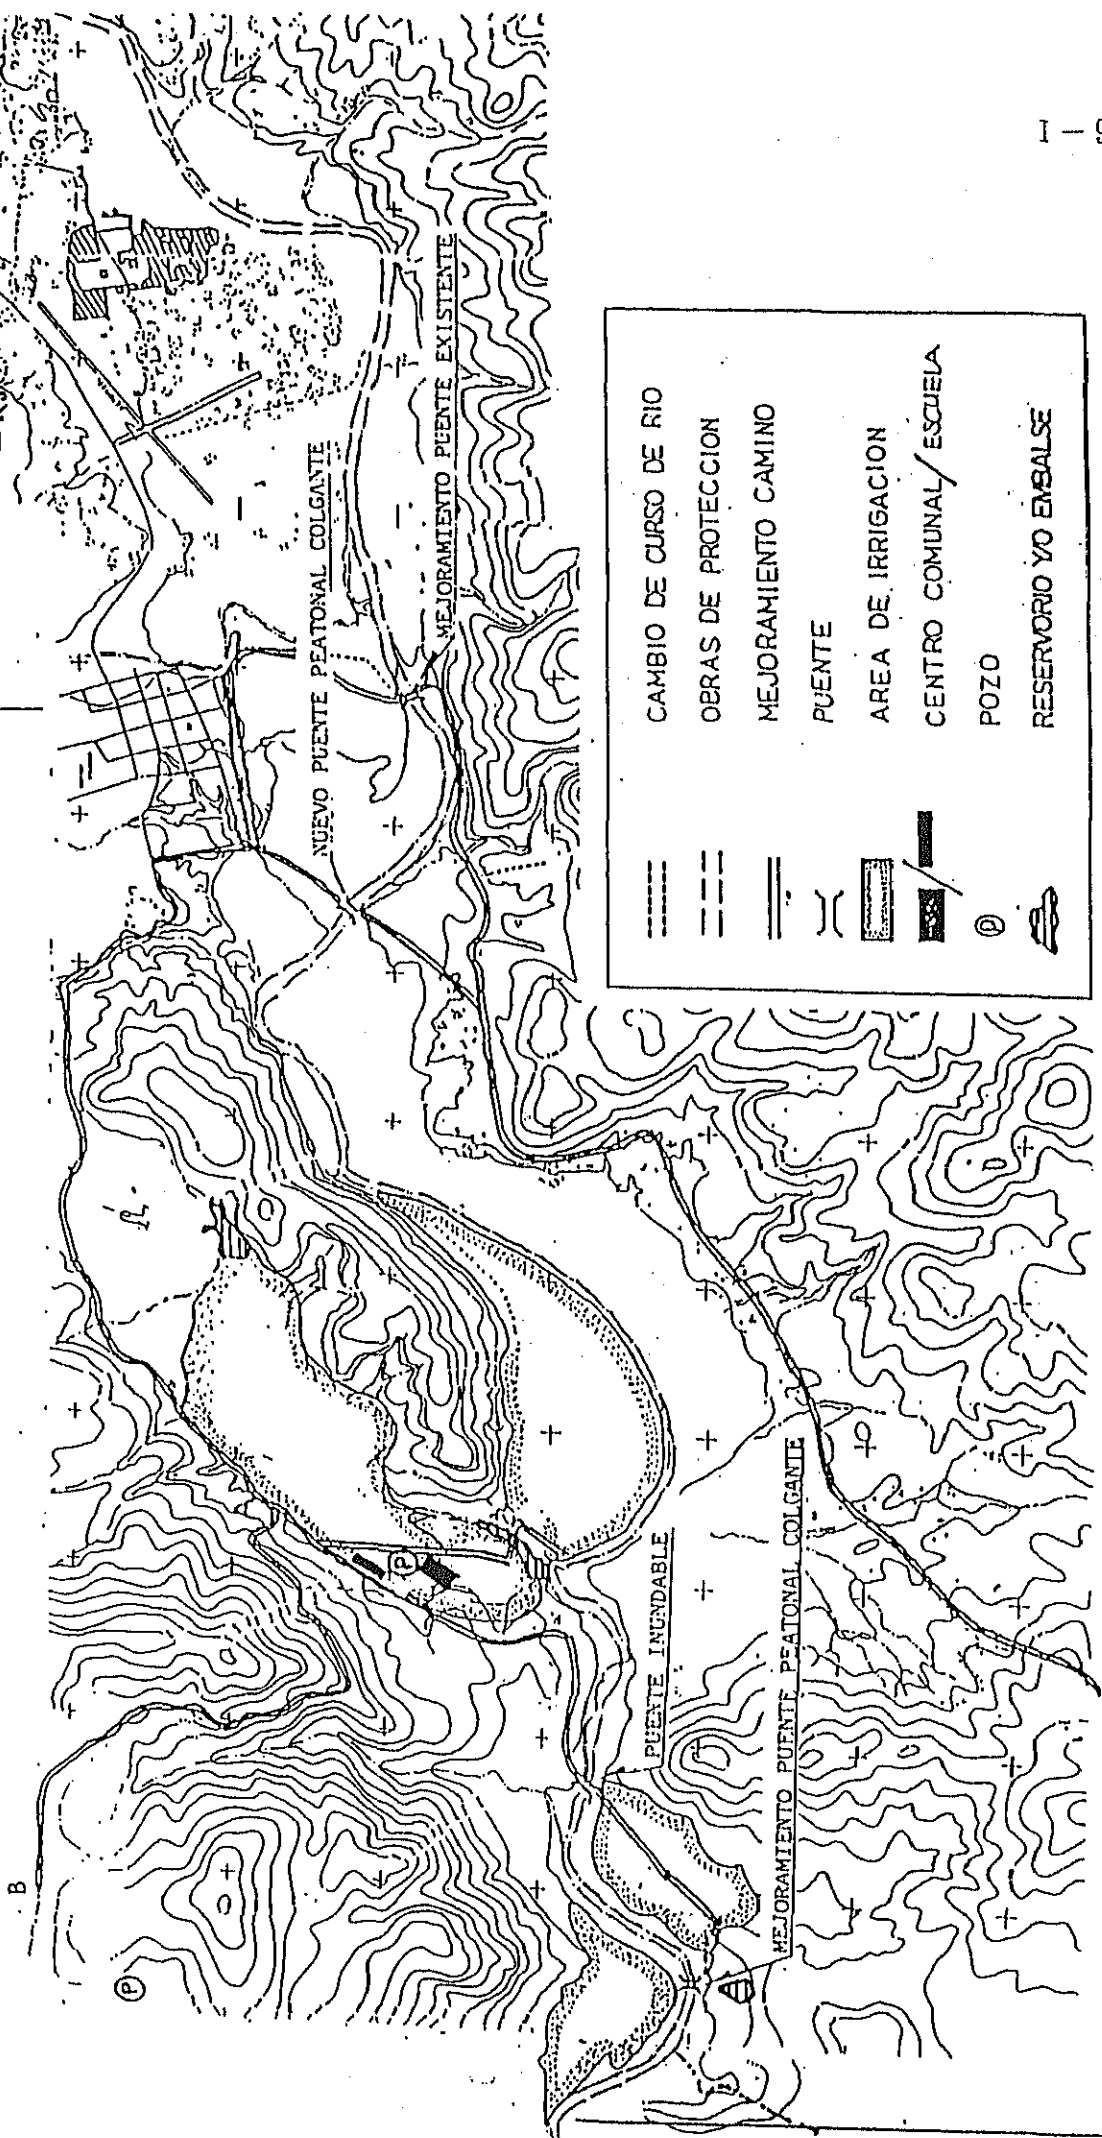 I - 9
NUEVO PUENTE PEATONAL COLGANTE
MEJORAMIENTO PUENTE EXISTENTE
B
P
P
PUENTE INUNDABLE
MEJORAMIENTO PUENTE PEATONAL COLGANTE
CAMBIO DE CURSO DE RIO
OBRAS DE PROTECCION
MEJORAMIENTO CAMINO
PUENTE
AREA DE IRRIGACION
CENTRO COMUNAL/ESCUELA
P POZO
RESERVORIO Y/O EMBALSE